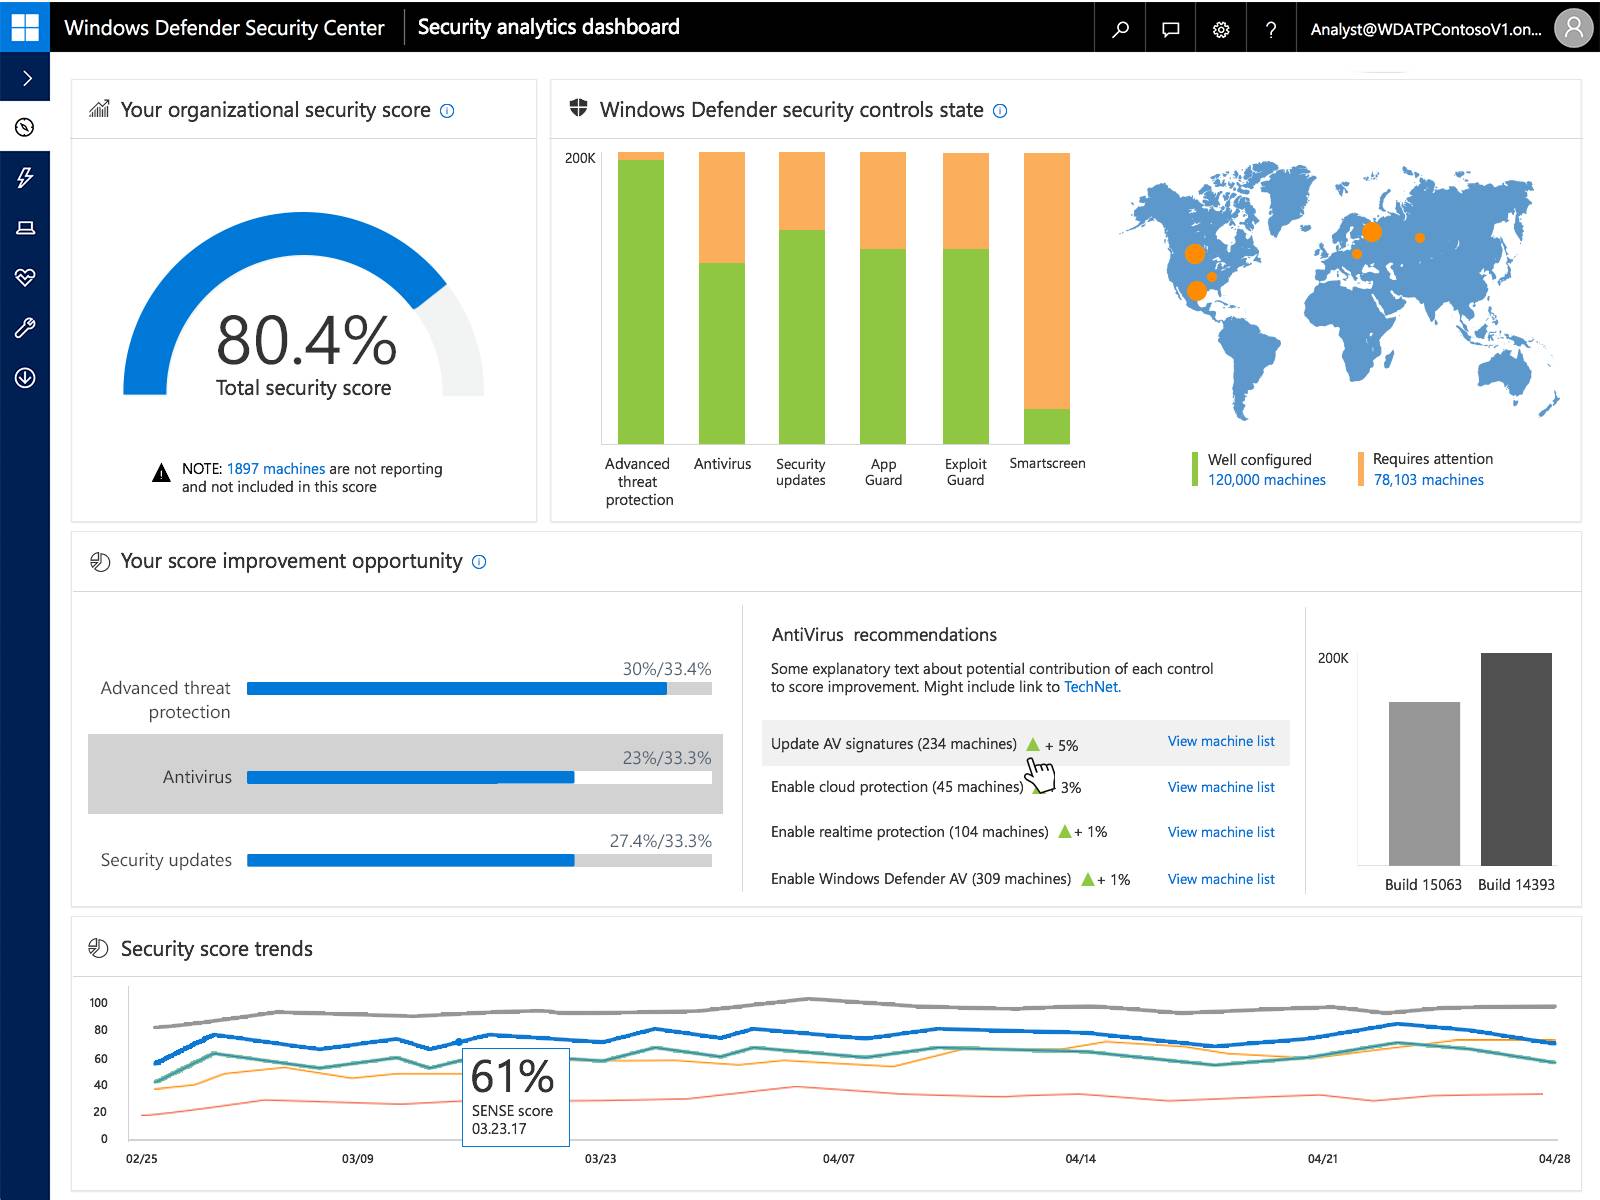 Windows Defender Security Center
Security analytics dashboard
?
Analyst@WDATPContosoV1.on...
Your organizational security score
80.4%
Total security score
NOTE: 1897 machines are not reporting
and not included in this score
Windows Defender security controls state
200K
Advanced
threat
protection
Antivirus
Security
updates
App
Guard
Exploit
Guard
Smartscreen
Well configured
120,000 machines
Requires attention
78,103 machines
Your score improvement opportunity
30%/33.4%
Advanced threat
protection
23%/33.3%
Antivirus
27.4%/33.3%
Security updates
AntiVirus recommendations
Some explanatory text about potential contribution of each control
to score improvement. Might include link to TechNet.
Update AV signatures (234 machines) + 5% View machine list
Enable cloud protection (45 machines) 3% View machine list
Enable realtime protection (104 machines) + 1% View machine list
Enable Windows Defender AV (309 machines) + 1% View machine list
200K
Build 15063 Build 14393
Security score trends
100
80
60
40
20
0
61%
SENSE score
03.23.17
02/25 03/09 03/23 04/07 04/14 04/21 04/28